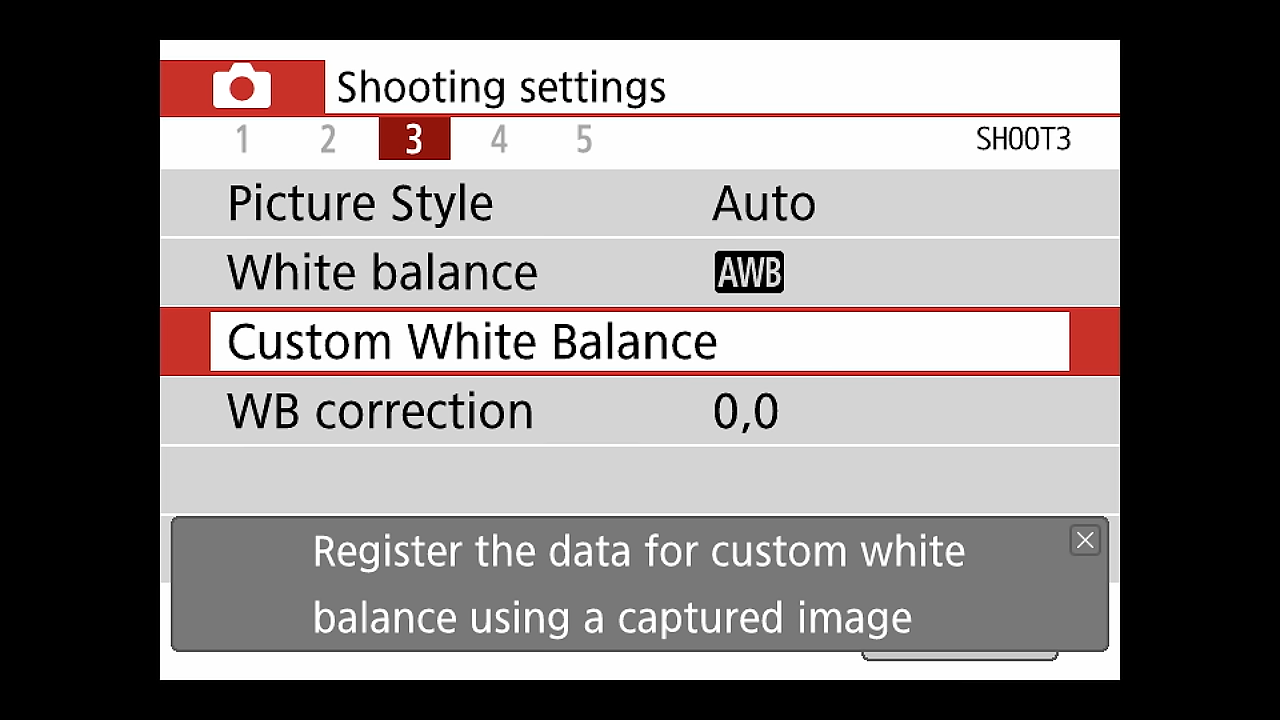 Shooting settings
1 2 3 4 5 SHOOT3
Picture Style Auto
White balance AWB
Custom White Balance
WB correction 0,0
Register the data for custom white
balance using a captured image